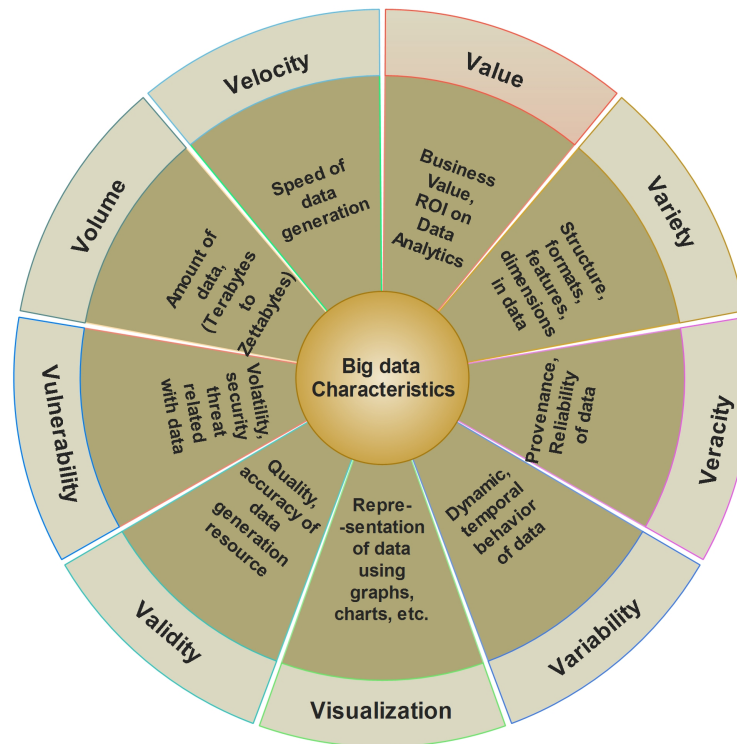 Big data
Characteristics
Value
Business
Value,
ROI on
Data
Analytics
Variety
Structure,
formats,
features,
dimensions
in data
Veracity
Provenance,
Reliability
of data
Variability
Dynamic,
temporal
behavior
of data
Visualization
Repre-
-sentation
of data
using
graphs,
charts, etc.
Validity
Quality,
accuracy of
data
generation
resource
Vulnerability
Volatility,
security
threat
related
with data
Volume
Amount of
data,
(Terabytes
to
Zettabytes)
Velocity
Speed of
data
generation